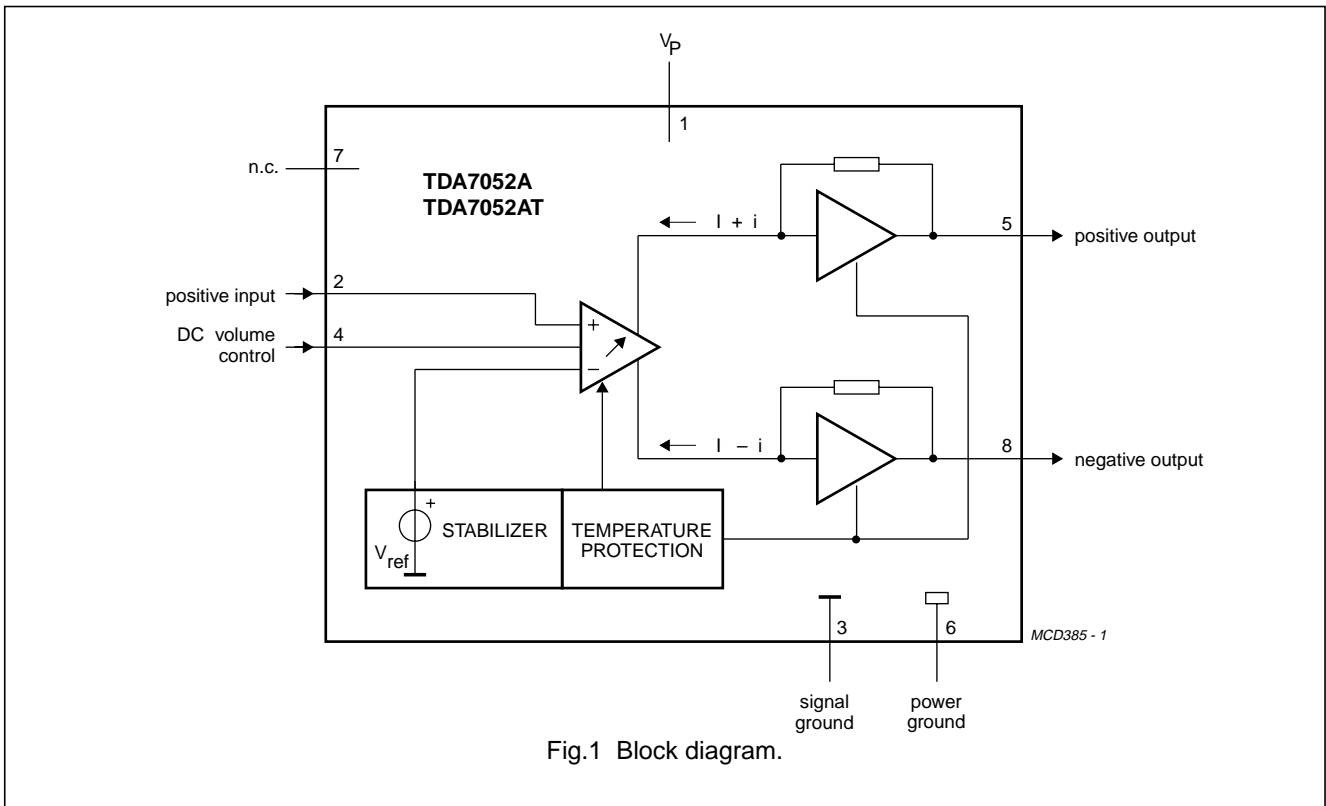 VP
1
n.c.
7
TDA7052A
TDA7052AT
I + i
5
positive output
positive input
2
DC volume
control
4
+
−
I − i
8
negative output
+
STABILIZER
Vref
TEMPERATURE
PROTECTION
3
6
MCD385 - 1
signal
ground
power
ground
Fig.1 Block diagram.